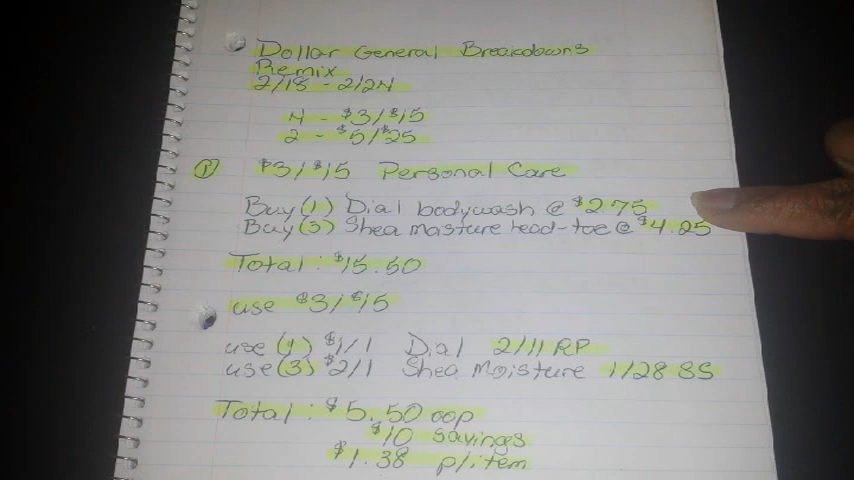 Dollar General Breakdowns
Remix
2/18 - 2/24
4 - $3/$15
2 - $5/$25
① $3/$15 Personal Care
Buy (1) Dial bodywash @ $2.75
Buy (3) Shea moisture head-toe @ $4.25
Total: $15.50
use $3/$15
use (1) $1/1 Dial 2/11 RP
use (3) $2/1 Shea Moisture 1/28 SS
Total: $5.50 oop
$10 savings
$1.38 p/item